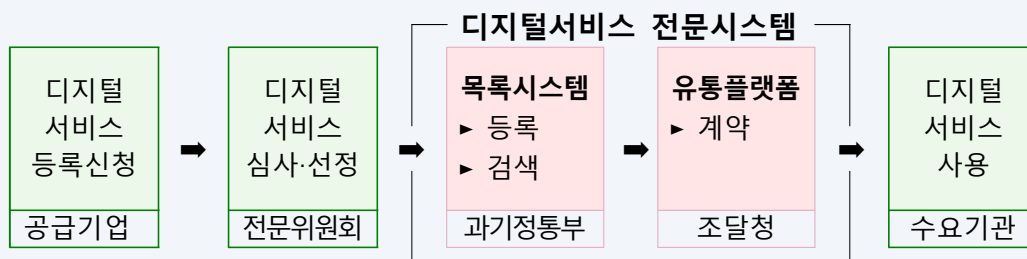 디지털서비스 전문시스템
디지털
서비스
등록신청
공급기업
디지털
서비스
심사·선정
전문위원회
목록시스템
► 등록
► 검색
과기정통부
유통플랫폼
► 계약
조달청
디지털
서비스
사용
수요기관